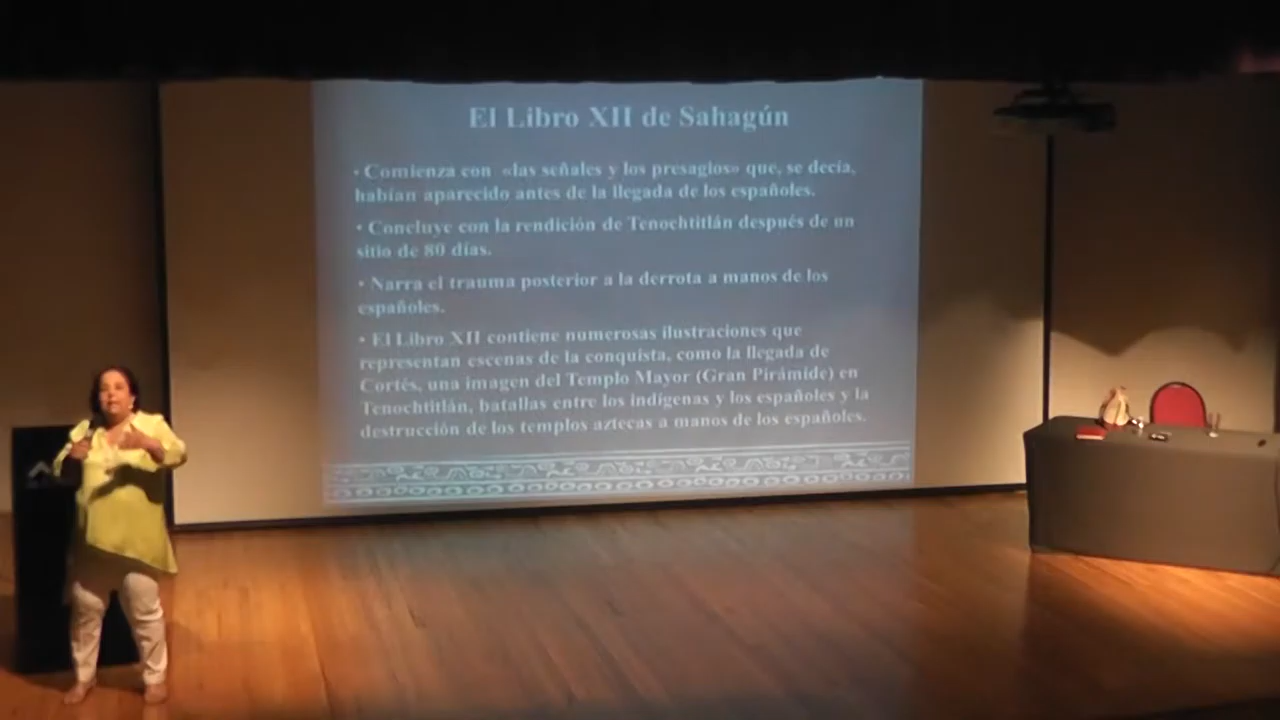 El Libro XII de Sahagún
• Comienza con «las señales y los presagios» que, se decía,
habían aparecido antes de la llegada de los españoles.
• Concluye con la rendición de Tenochtitlán después de un
sitio de 80 días.
• Narra el trauma posterior a la derrota a manos de los
españoles.
• El Libro XII contiene numerosas ilustraciones que
representan escenas de la conquista, como la llegada de
Cortés, una imagen del Templo Mayor (Gran Pirámide) en
Tenochtitlán, batallas entre los indígenas y los españoles y la
destrucción de los templos aztecas a manos de los españoles.